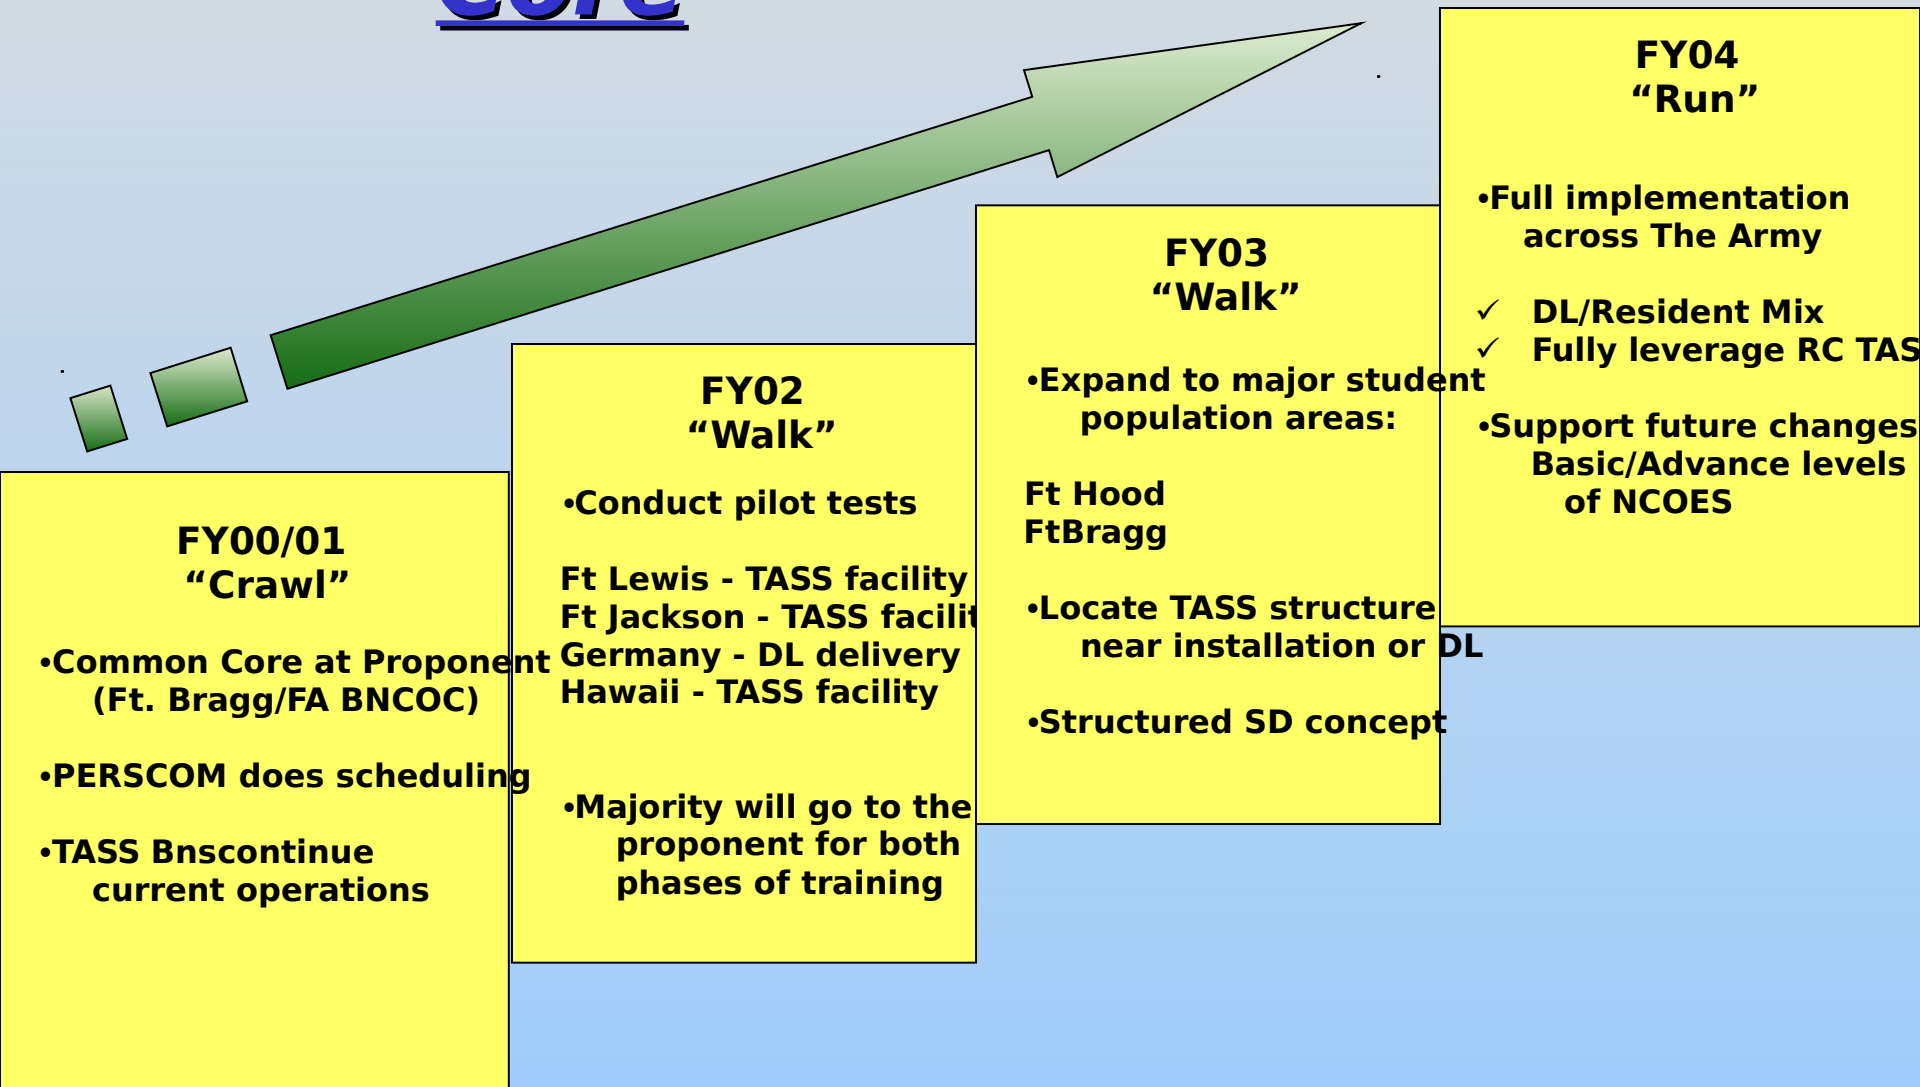 Core
FY00/01
“Crawl”
•Common Core at Proponent
(Ft. Bragg/FA BNCOC)
•PERSCOM does scheduling
•TASS Bnscontinue
current operations
FY02
“Walk”
•Conduct pilot tests
Ft Lewis - TASS facility
Ft Jackson - TASS facilit
Germany - DL delivery
Hawaii - TASS facility
•Majority will go to the
proponent for both
phases of training
FY03
“Walk”
•Expand to major student
population areas:
Ft Hood
FtBragg
•Locate TASS structure
near installation or DL
•Structured SD concept
FY04
“Run”
•Full implementation
across The Army
✓ DL/Resident Mix
✓ Fully leverage RC TAS
•Support future changes
Basic/Advance levels
of NCOES